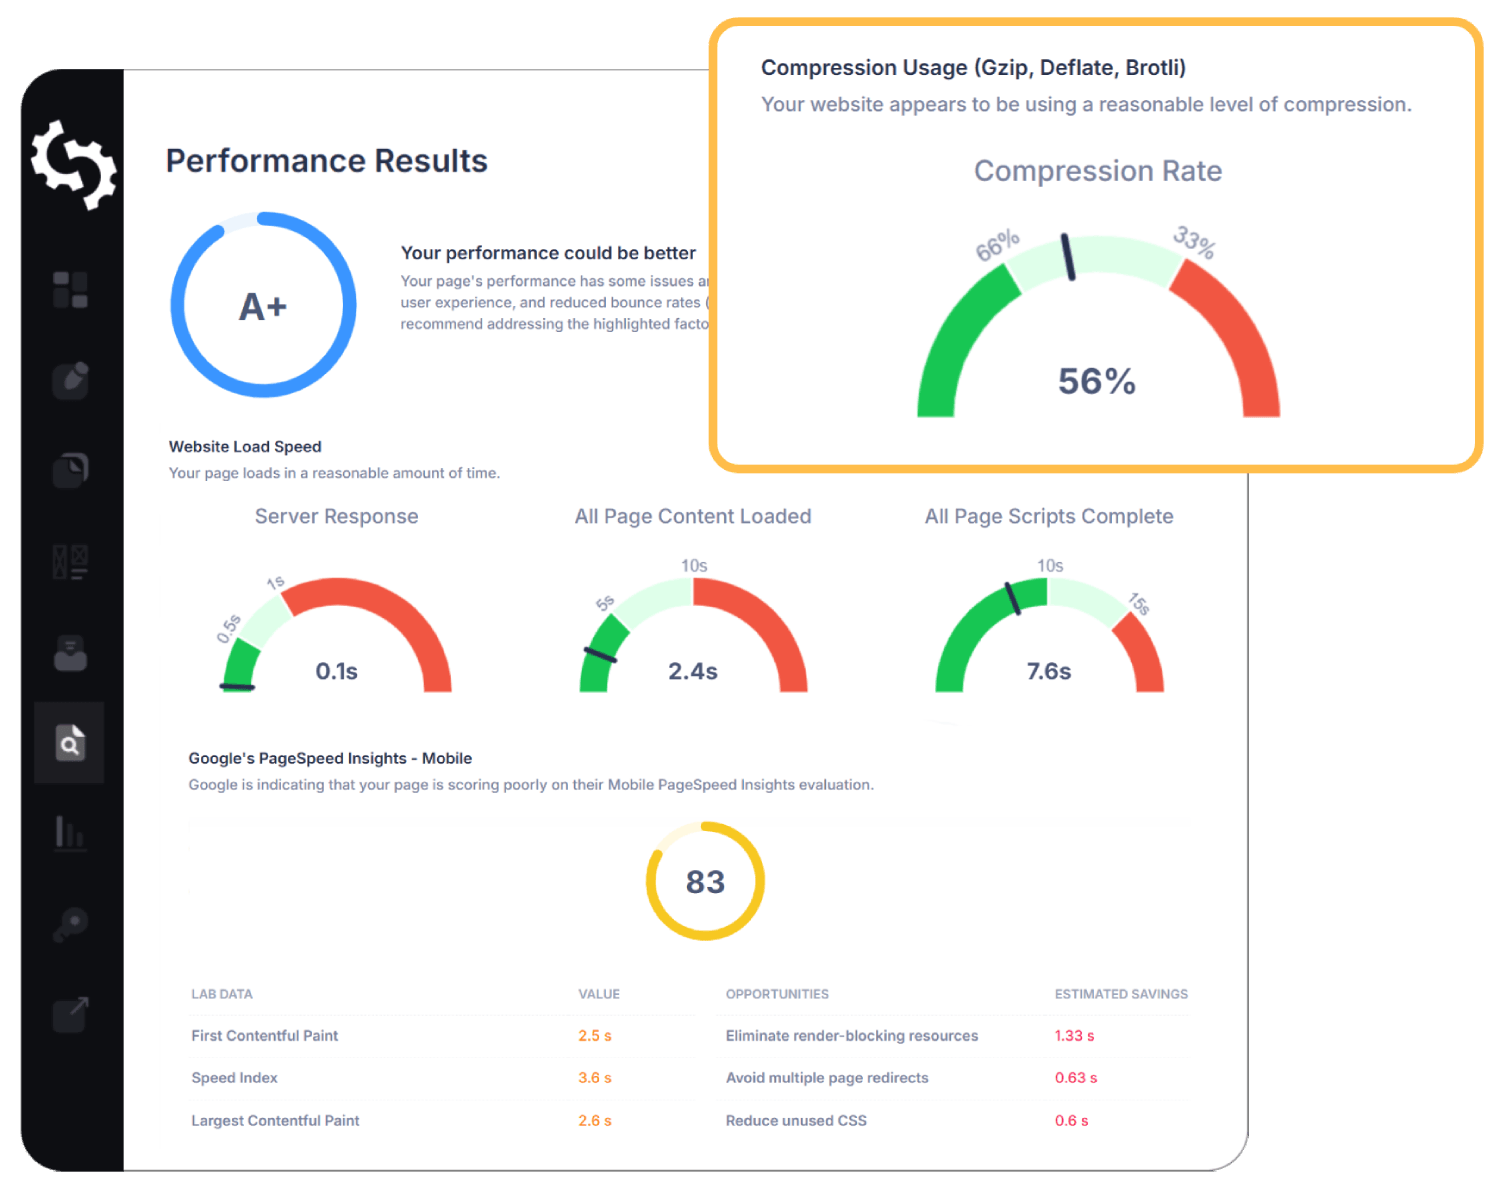 Compression Usage (Gzip, Deflate, Brotli)
Your website appears to be using a reasonable level of compression.
Compression Rate
66%
33%
56%
Performance Results
A+
Your performance could be better
Your page's performance has some issues
user experience, and reduced bounce rates (
recommend addressing the highlighted
Website Load Speed
Your page loads in a reasonable amount of time.
Server Response
0.5s
1s
0.1s
All Page Content Loaded
5s
10s
2.4s
All Page Scripts Complete
10s
15s
7.6s
Google's PageSpeed Insights - Mobile
Google is indicating that your page is scoring poorly on their Mobile PageSpeed Insights evaluation.
83
LAB DATA VALUE OPPORTUNITIES ESTIMATED SAVINGS
First Contentful Paint 2.5 s Eliminate render-blocking resources 1.33 s
Speed Index 3.6 s Avoid multiple page redirects 0.63 s
Largest Contentful Paint 2.6 s Reduce unused CSS 0.6 s